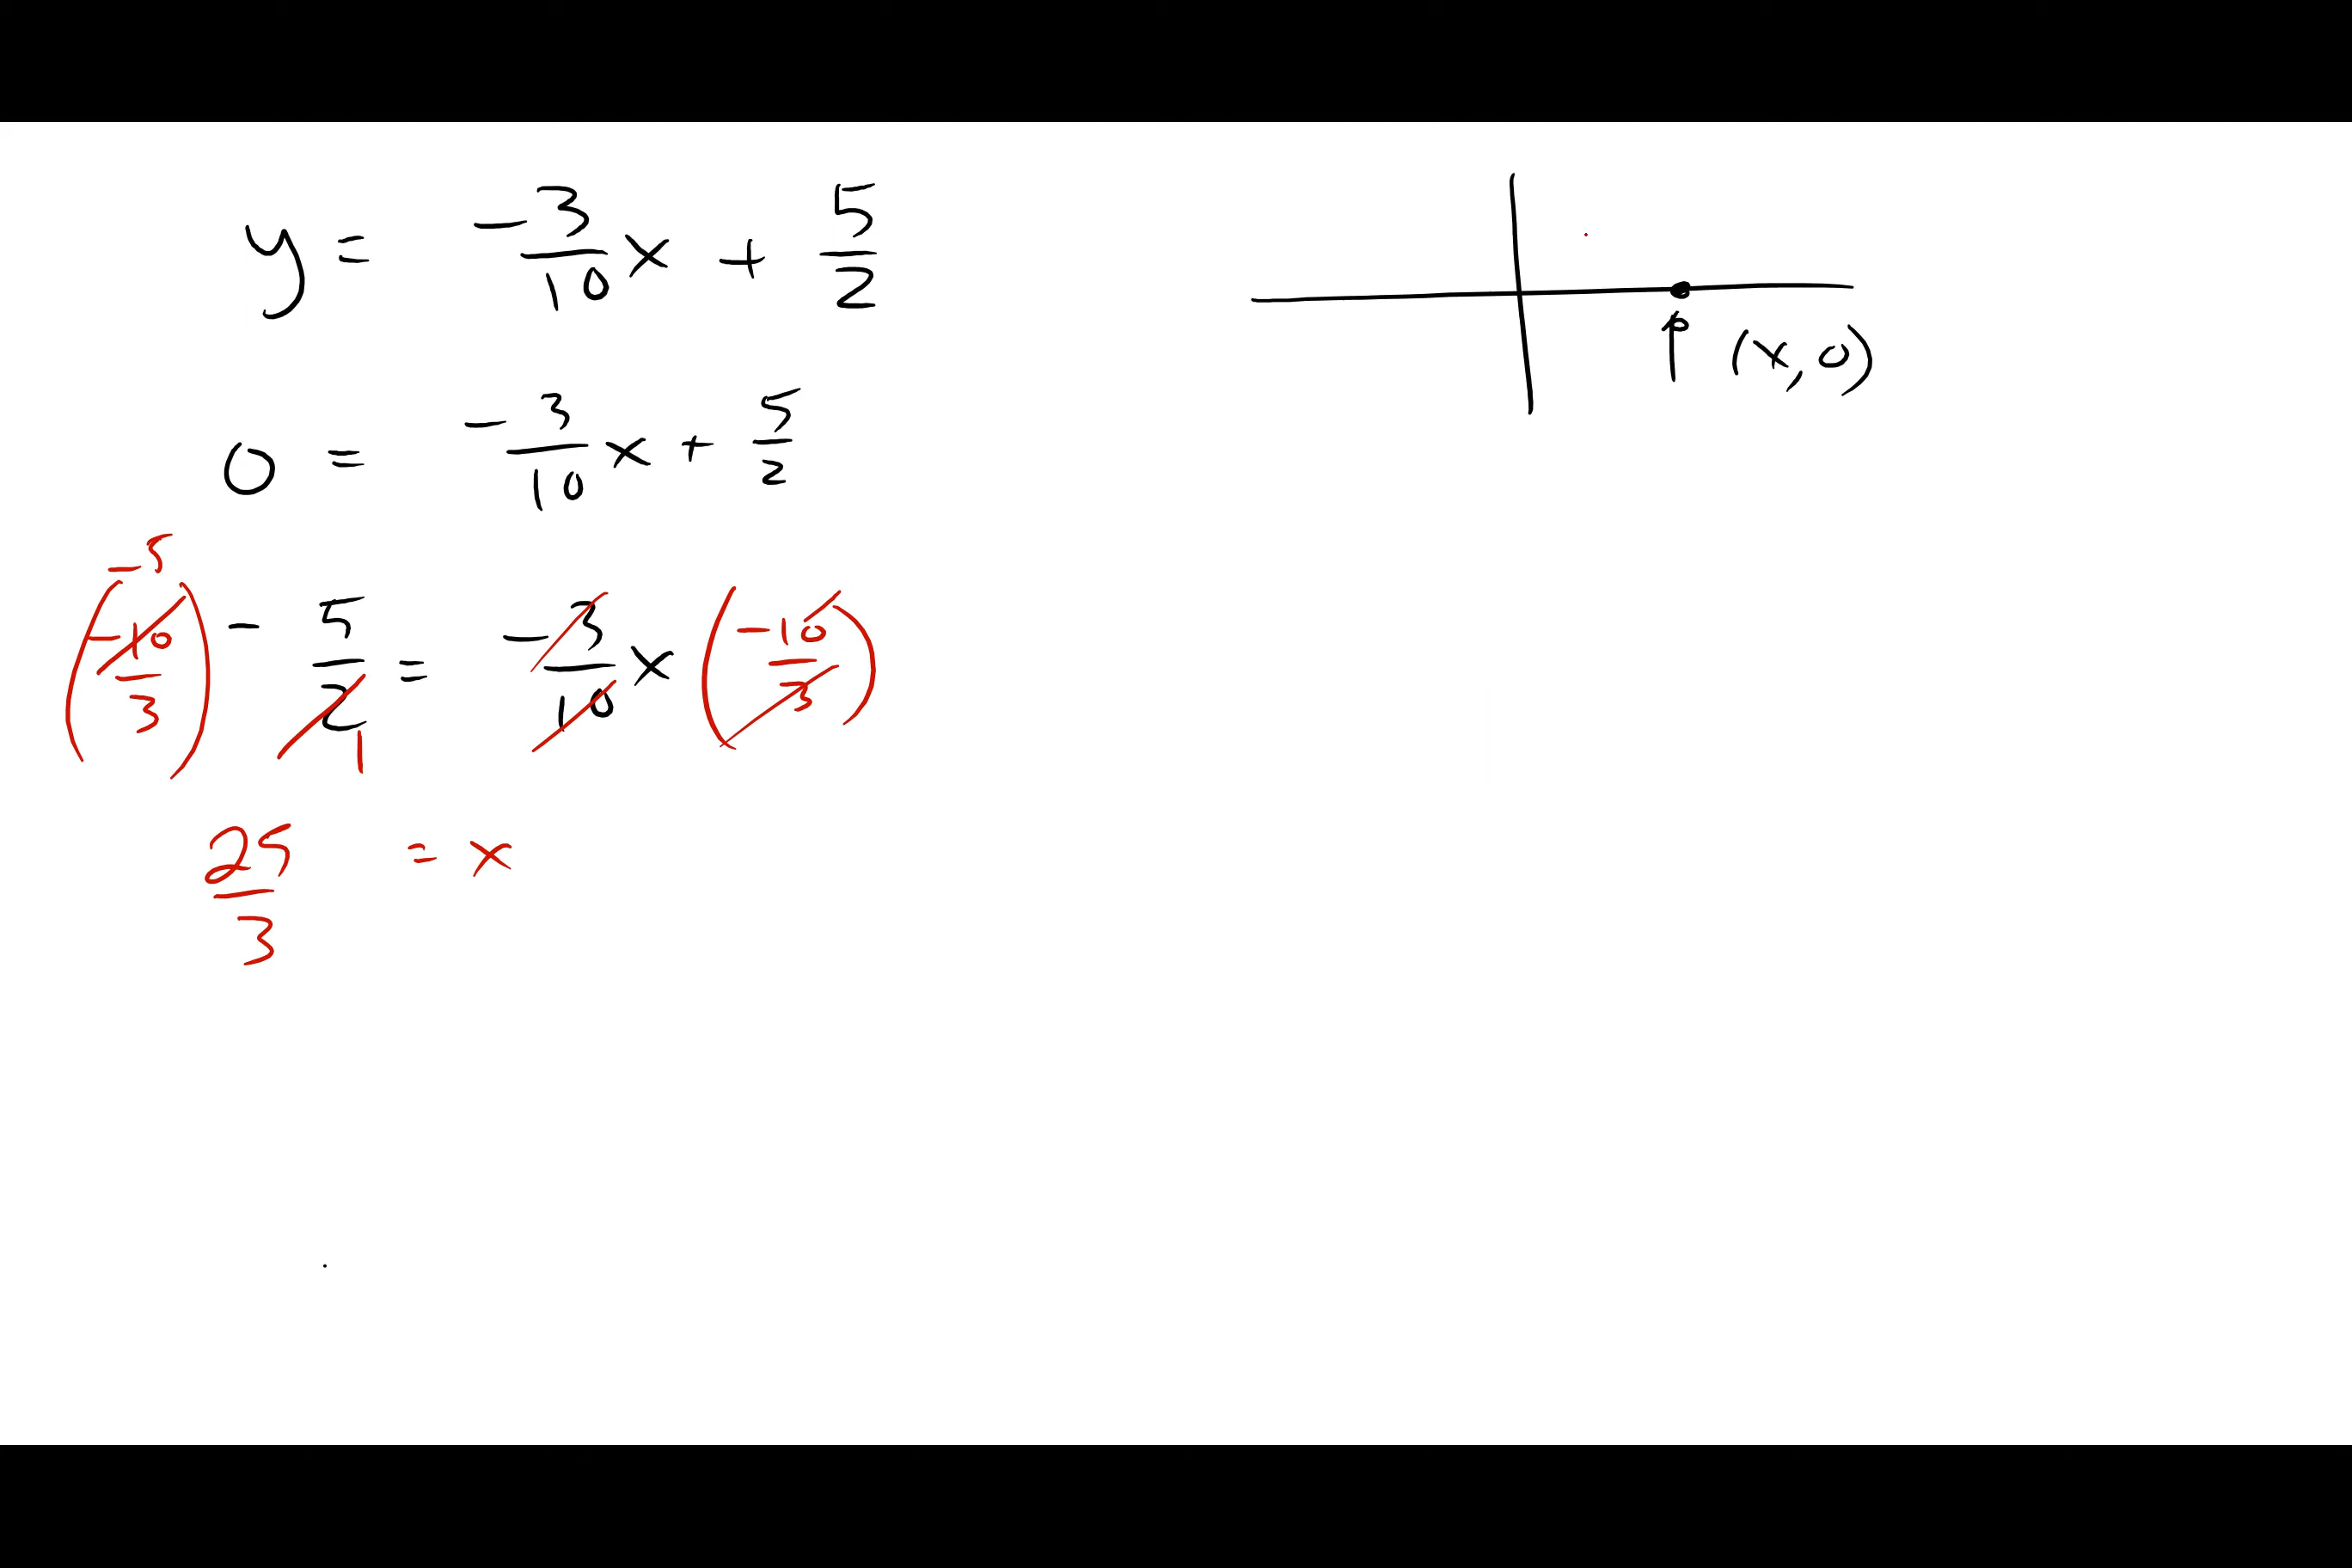 y = -3/10 x + 5/2
(x, 0)
0 = -3/10 x + 5/2
-5
(-10/3) - 5/2 = -3/10 x (-10/3)
1
25/3 = x